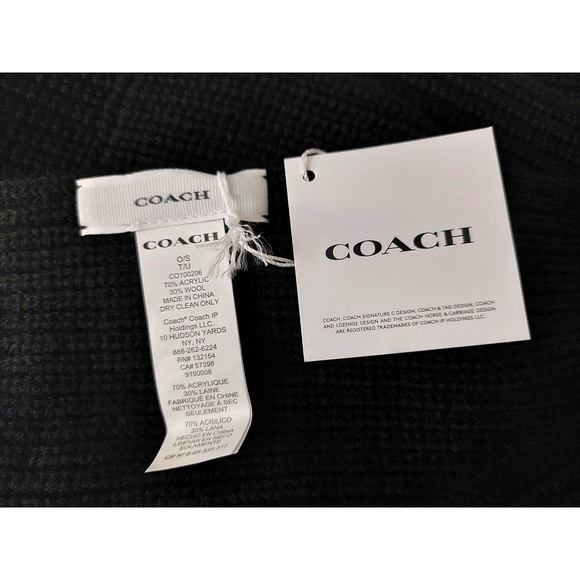 COACH
COACH
O/S
T/U
CO100206
70% ACRYLIC
30% WOOL
MADE IN CHINA
DRY CLEAN ONLY
Coach® Coach IP
Holdings LLC.
10 HUDSON YARDS
NY, NY
888-262-6224
RN# 132154
CA# 57398
9100008
70% ACRYLIQUE
30% LAINE
FABRIQUÉ EN CHINE
NETTOYAGE À SEC
SEULEMENT
70% ACRÍLICO
30% LANA
HECHO EN CHINA
LIMPIAR EN SECO
SOLAMENTE
CIF Nº
COACH
COACH, COACH SIGNATURE C DESIGN, COACH & TAG DESIGN, COACH
AND LOZENGE DESIGN AND THE COACH HORSE & CARRIAGE DESIGN
ARE REGISTERED TRADEMARKS OF COACH IP HOLDINGS LLC.